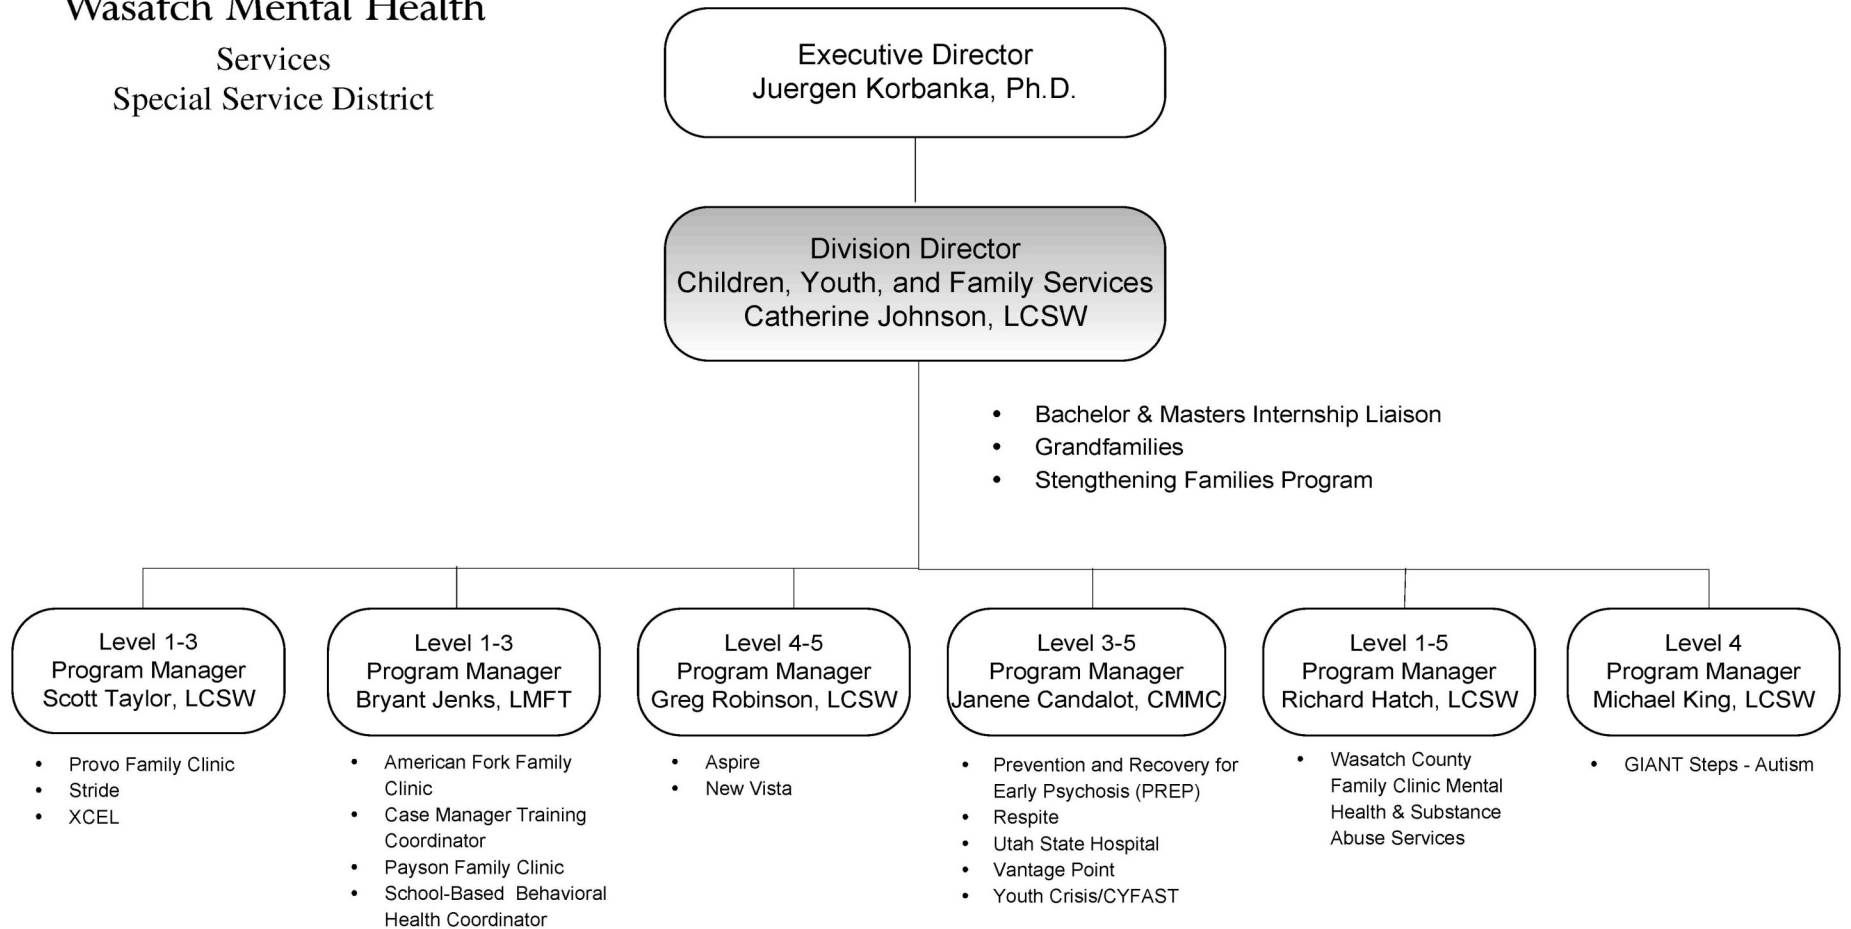 Wasatch Mental Health
Services
Special Service District
Executive Director
Juergen Korbanka, Ph.D.
Division Director
Children, Youth, and Family Services
Catherine Johnson, LCSW
• Bachelor & Masters Internship Liaison
• Grandfamilies
• Stengthening Families Program
Level 1-3
Program Manager
Scott Taylor, LCSW
• Provo Family Clinic
• Stride
• XCEL
Level 1-3
Program Manager
Bryant Jenks, LMFT
• American Fork Family
Clinic
• Case Manager Training
Coordinator
• Payson Family Clinic
• School-Based Behavioral
Health Coordinator
Level 4-5
Program Manager
Greg Robinson, LCSW
• Aspire
• New Vista
Level 3-5
Program Manager
Janene Candalot, CMMC
• Prevention and Recovery for
Early Psychosis (PREP)
• Respite
• Utah State Hospital
• Vantage Point
• Youth Crisis/CYFAST
Level 1-5
Program Manager
Richard Hatch, LCSW
• Wasatch County
Family Clinic Mental
Health & Substance
Abuse Services
Level 4
Program Manager
Michael King, LCSW
• GIANT Steps - Autism